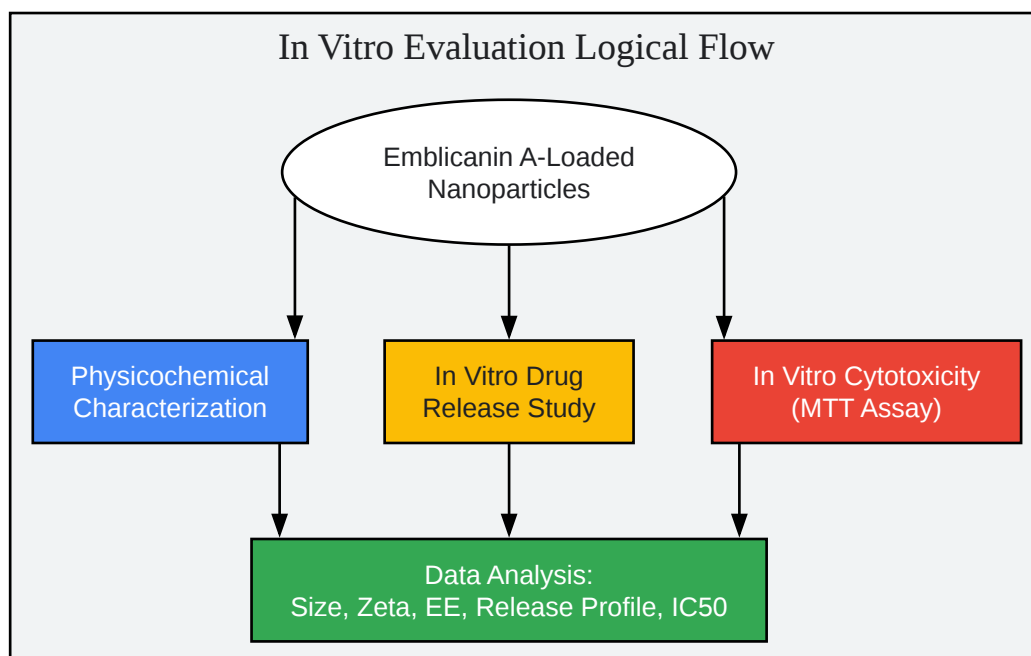 In Vitro Evaluation Logical Flow
Emblicanin A-Loaded
Nanoparticles
Physicochemical
Characterization
In Vitro Drug
Release Study
In Vitro Cytotoxicity
(MTT Assay)
Data Analysis:
Size, Zeta, EE, Release Profile, IC50